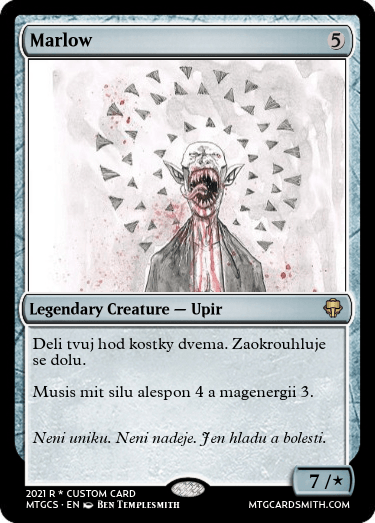 Marlow 5
Legendary Creature — Upir
Deli tvuj hod kostky dvema. Zaokrouhluje
se dolu.
Musis mit silu alespon 4 a magenergii 3.
Neni uniku. Neni nadeje. Jen hladu a bolesti.
7 /★
2021 R * CUSTOM CARD
MTGCS · EN BEN TEMPLESMITH
MTGCARDSMITH.COM